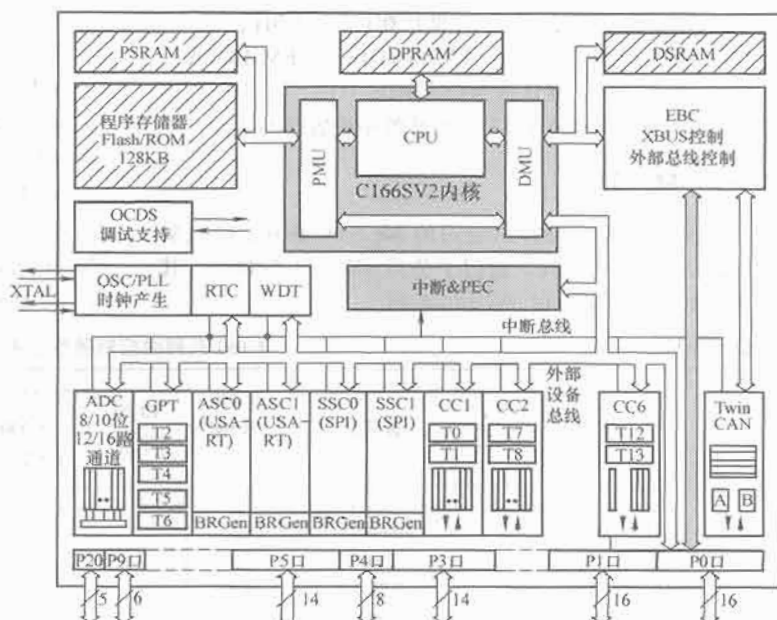 PSRAM
DPRAM
DSRAM
程序存储器
Flash/ROM
128KB
PMU
CPU
DMU
C166SV2内核
EBC
XBUS控制
外部总线控制
OCDS
调试支持
XTAL
OSC/PLL
时钟产生
RTC
WDT
中断&PEC
中断总线
外部
设备
总线
ADC
8/10位
12/16路
通道
GPT
T2
T3
T4
T5
T6
ASC0
(USA-
RT)
BRGen
ASC1
(USA-
RT)
BRGen
SSC0
(SPI)
BRGen
SSC1
(SPI)
BRGen
CC1
T0
T1
CC2
T7
T8
CC6
T12
T13
Twin
CAN
A
B
P20
P9口
P5口
P4口
P3口
P1口
P0口
5
6
14
8
14
16
16